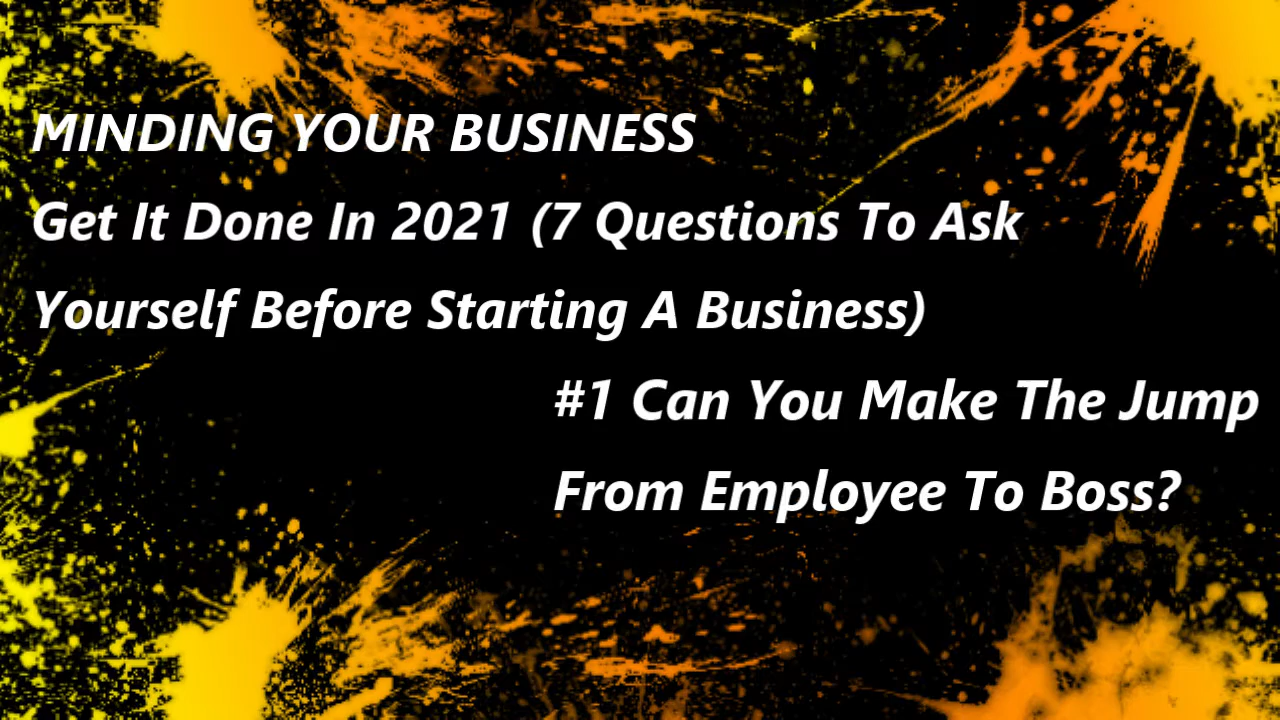 MINDING YOUR BUSINESS
Get It Done In 2021 (7 Questions To Ask
Yourself Before Starting A Business)
#1 Can You Make The Jump
From Employee To Boss?